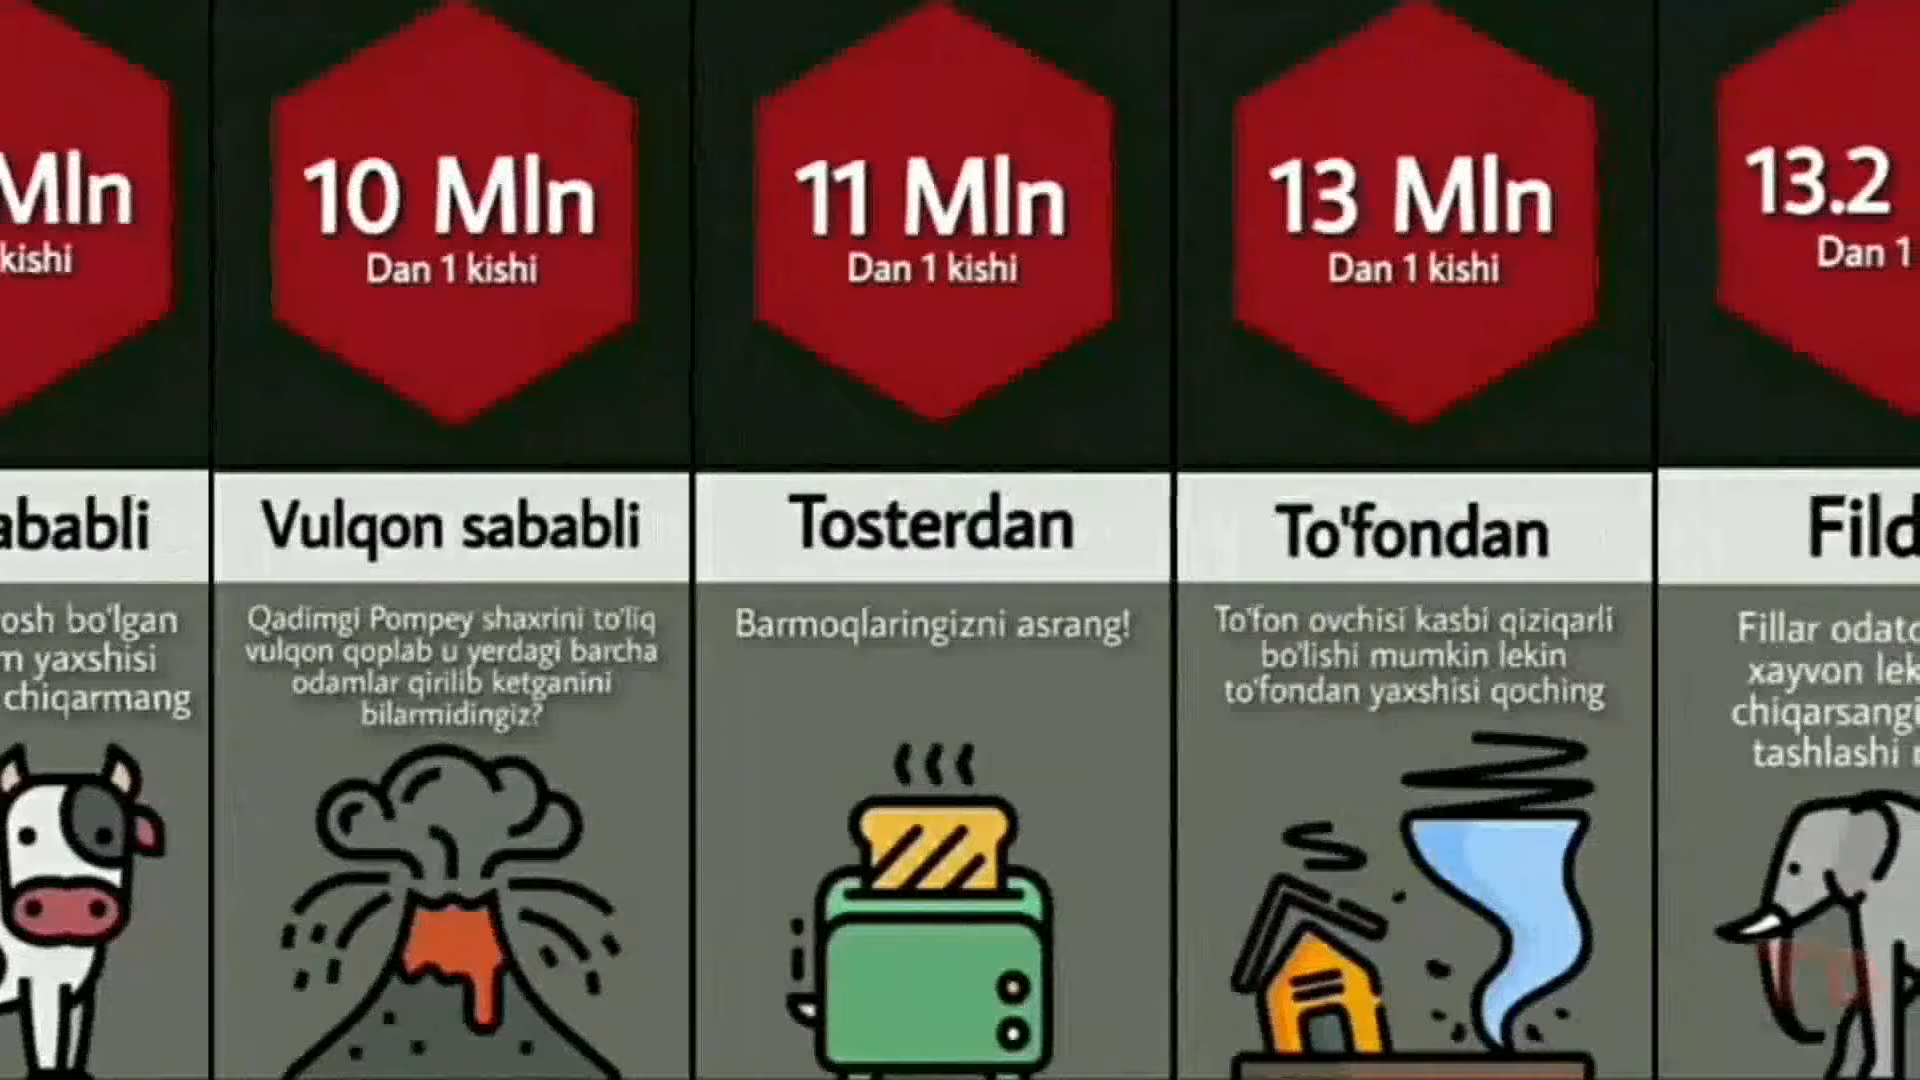 Mln
kishi
ababli
osh bo'lgan
m yaxshisi
chiqarmang
10 Mln
Dan 1 kishi
Vulqon sababli
Qadimgi Pompey shaxrini to'liq
vulqon qoplab u yerdagi barcha
odamlar qirilib ketganini
bilarmidingiz?
11 Mln
Dan 1 kishi
Tosterdan
Barmoqlaringizni asrang!
13 Mln
Dan 1 kishi
To'fondan
To'fon ovchisi kasbi qiziqarli
bo'lishi mumkin lekin
to'fondan yaxshisi qoching
13.2
Dan 1
Fild
Fillar odatd
xayvon lek
chiqarsangi
tashlashi